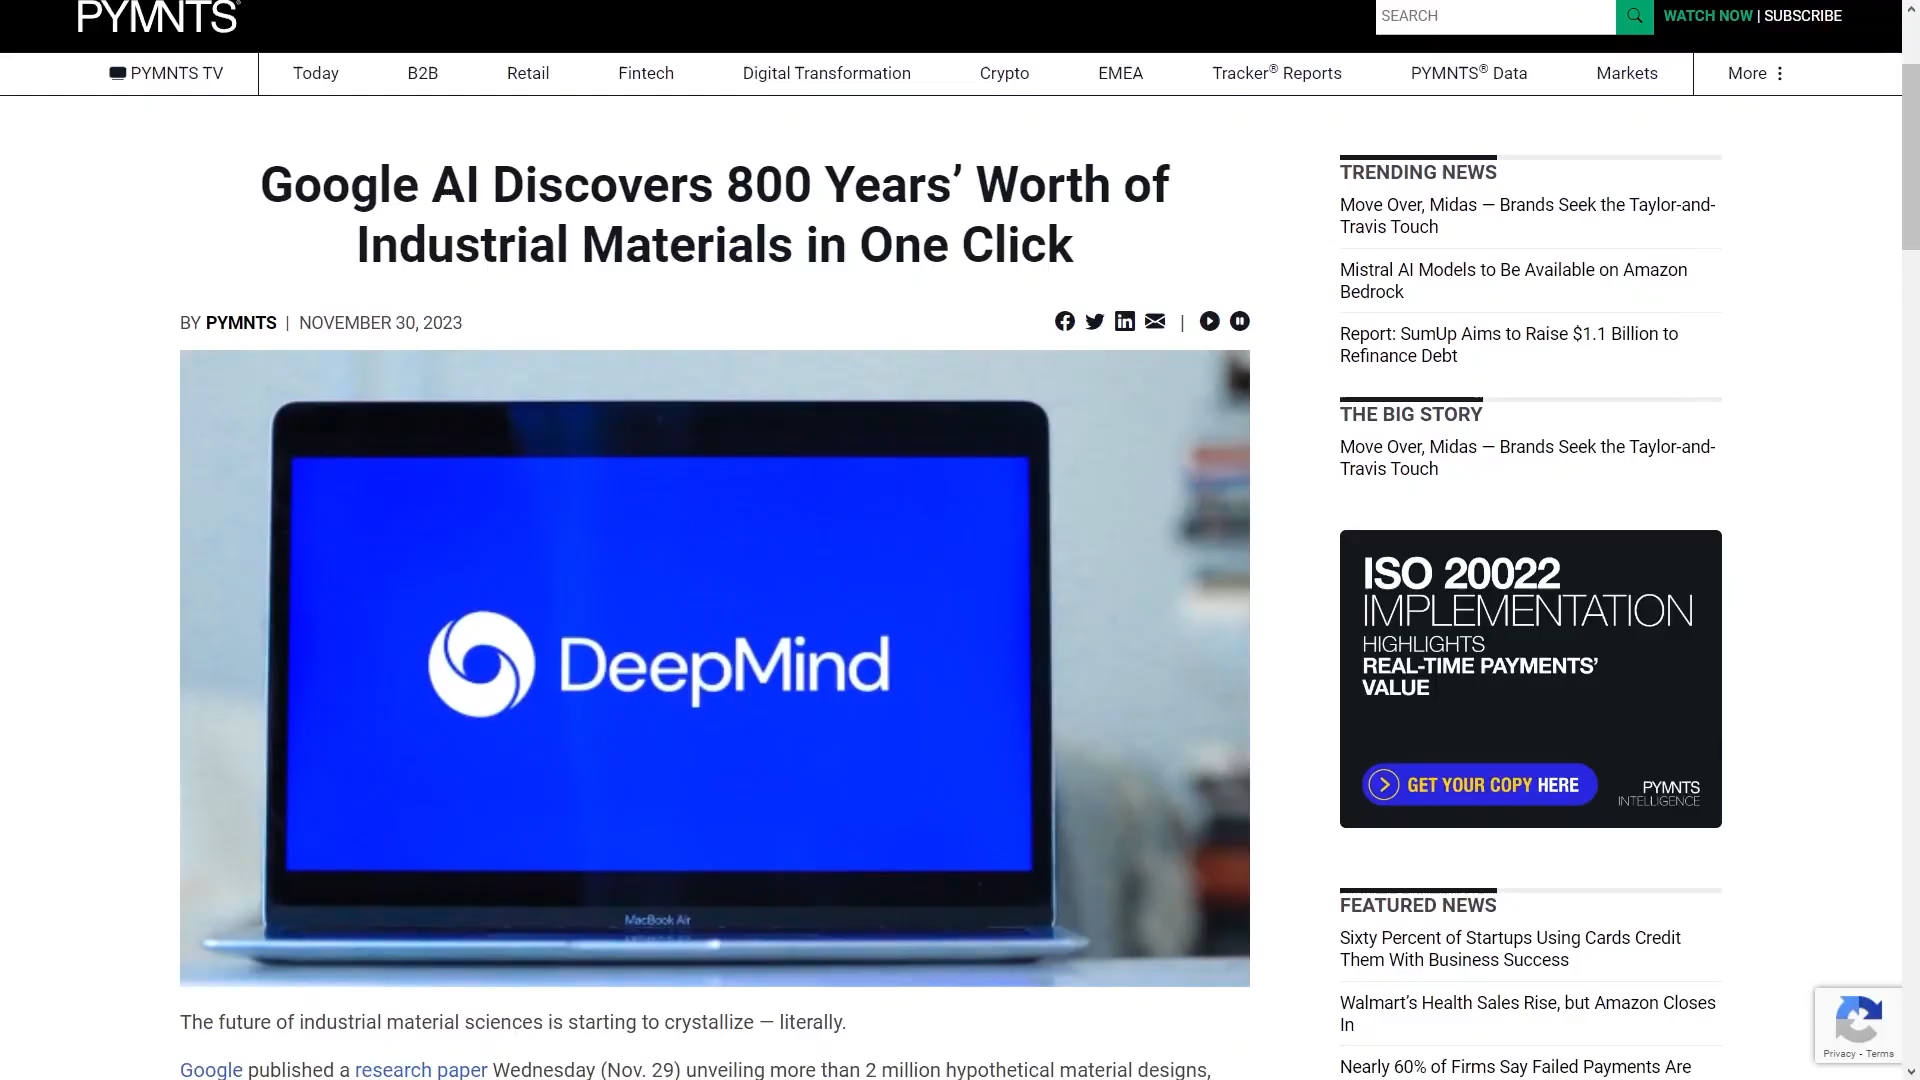 PYMNTS®
SEARCH
WATCH NOW | SUBSCRIBE
PYMNTS TV
Today
B2B
Retail
Fintech
Digital Transformation
Crypto
EMEA
Tracker® Reports
PYMNTS® Data
Markets
More
Google AI Discovers 800 Years’ Worth of
Industrial Materials in One Click
BY PYMNTS | NOVEMBER 30, 2023
|
DeepMind
MacBook Air
The future of industrial material sciences is starting to crystallize — literally.
Google published a research paper Wednesday (Nov. 29) unveiling more than 2 million hypothetical material designs,
TRENDING NEWS
Move Over, Midas — Brands Seek the Taylor-and-
Travis Touch
Mistral AI Models to Be Available on Amazon
Bedrock
Report: SumUp Aims to Raise $1.1 Billion to
Refinance Debt
THE BIG STORY
Move Over, Midas — Brands Seek the Taylor-and-
Travis Touch
ISO 20022
IMPLEMENTATION
HIGHLIGHTS
REAL-TIME PAYMENTS’
VALUE
GET YOUR COPY HERE
PYMNTS
INTELLIGENCE
FEATURED NEWS
Sixty Percent of Startups Using Cards Credit
Them With Business Success
Walmart’s Health Sales Rise, but Amazon Closes
In
Nearly 60% of Firms Say Failed Payments Are
Privacy - Terms